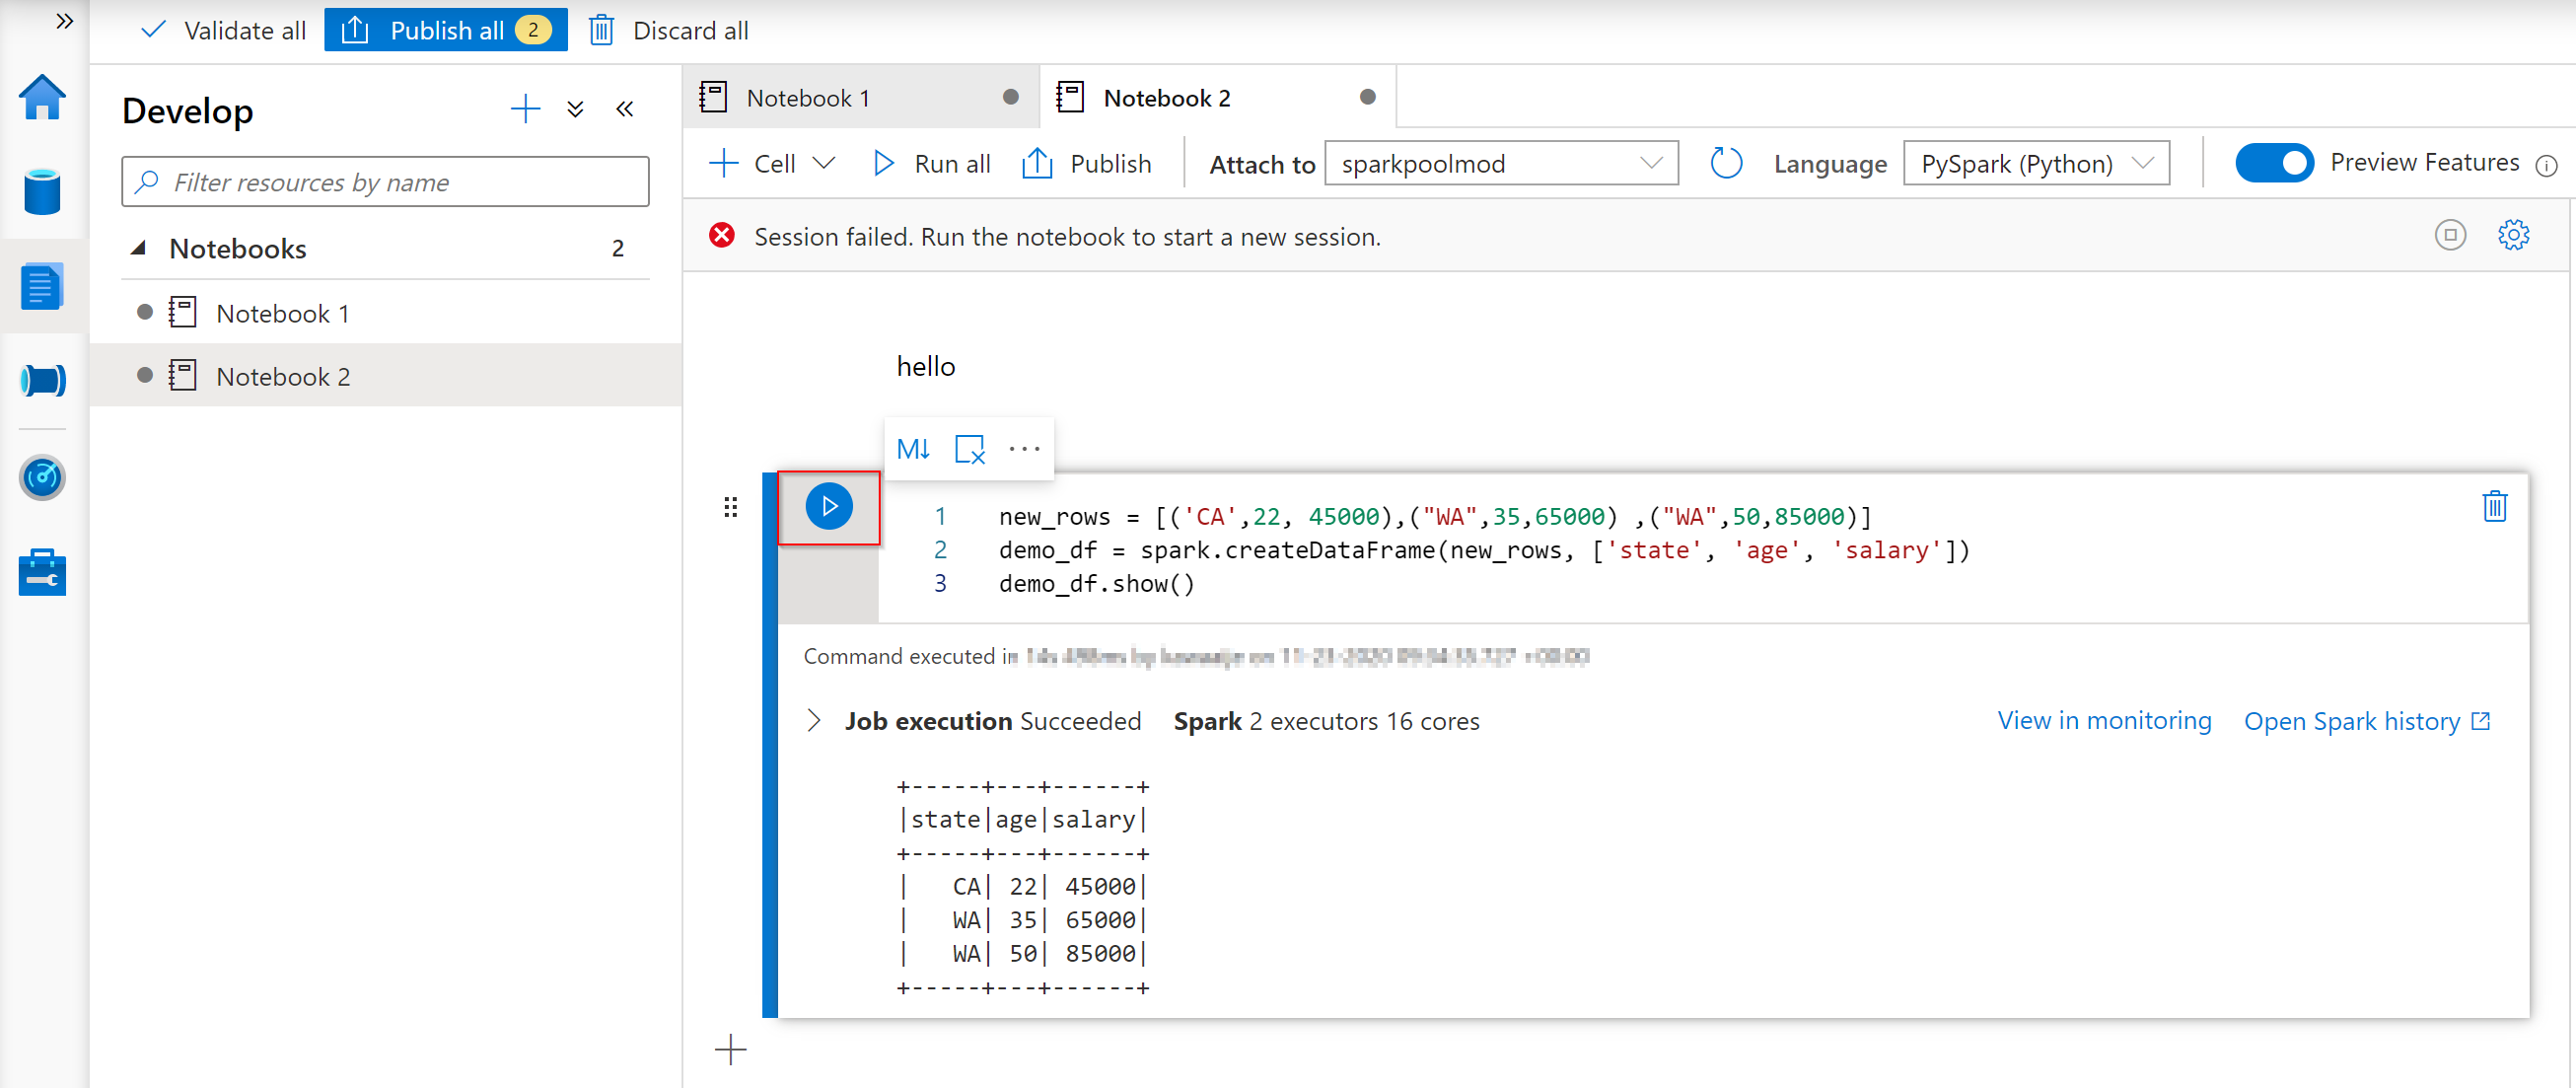 Validate all Publish all 2 Discard all
Develop
Filter resources by name
Notebooks 2
Notebook 1
Notebook 2
Notebook 1 Notebook 2
Cell Run all Publish Attach to sparkpoolmod Language PySpark (Python) Preview Features
Session failed. Run the notebook to start a new session.
hello
M↓ ...
1 new_rows = [('CA',22, 45000),("WA",35,65000) ,("WA",50,85000)]
2 demo_df = spark.createDataFrame(new_rows, ['state', 'age', 'salary'])
3 demo_df.show()
Command executed in
Job execution Succeeded Spark 2 executors 16 cores View in monitoring Open Spark history
+-----+---+------+
|state|age|salary|
+-----+---+------+
|   CA| 22| 45000|
|   WA| 35| 65000|
|   WA| 50| 85000|
+-----+---+------+